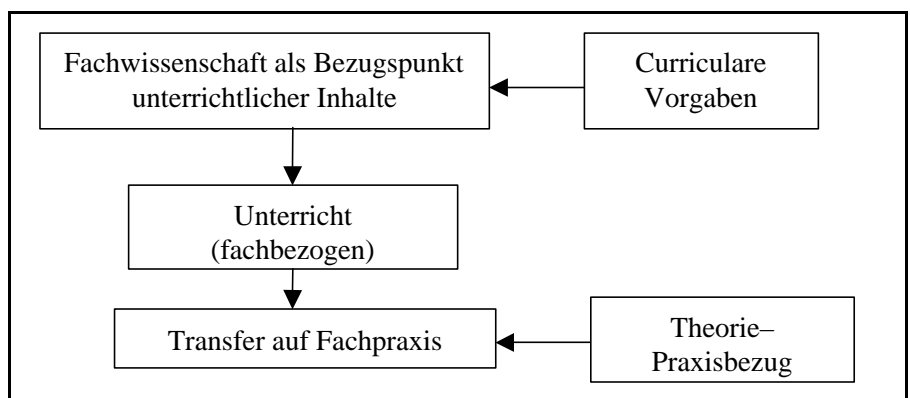 Fachwissenschaft als Bezugspunkt
unterrichtlicher Inhalte
Curriculare
Vorgaben
Unterricht
(fachbezogen)
Transfer auf Fachpraxis
Theorie–
Praxisbezug